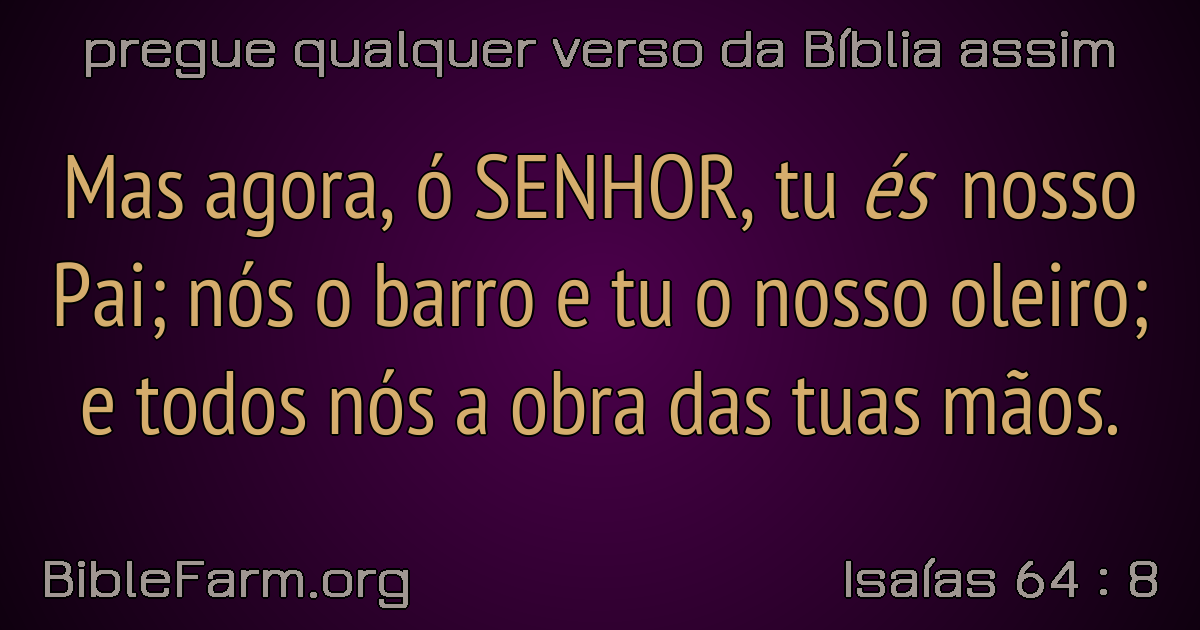 pregue qualquer verso da Bíblia assim
Mas agora, ó SENHOR, tu és nosso
Pai; nós o barro e tu o nosso oleiro;
e todos nós a obra das tuas mãos.
BibleFarm.org
Isaías 64 : 8